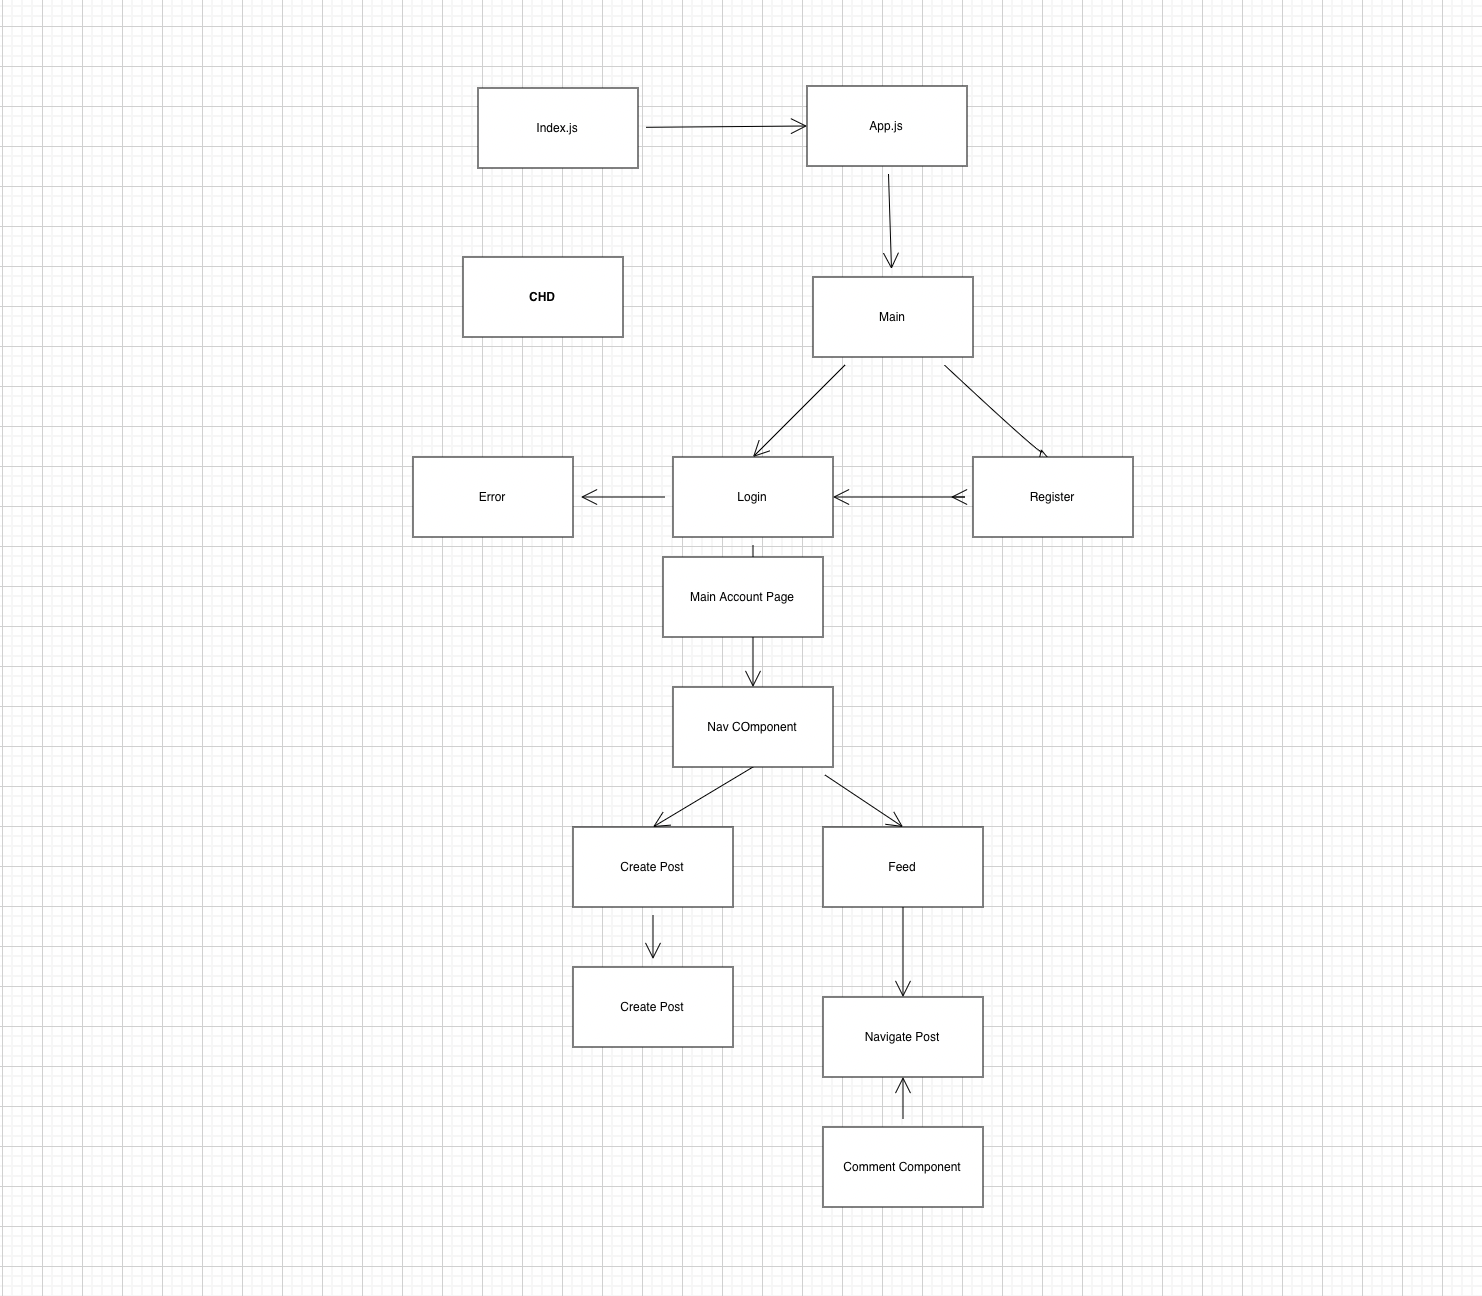 Index.js
App.js
CHD
Main
Error
Login
Register
Main Account Page
Nav COmponent
Create Post
Feed
Create Post
Navigate Post
Comment Component